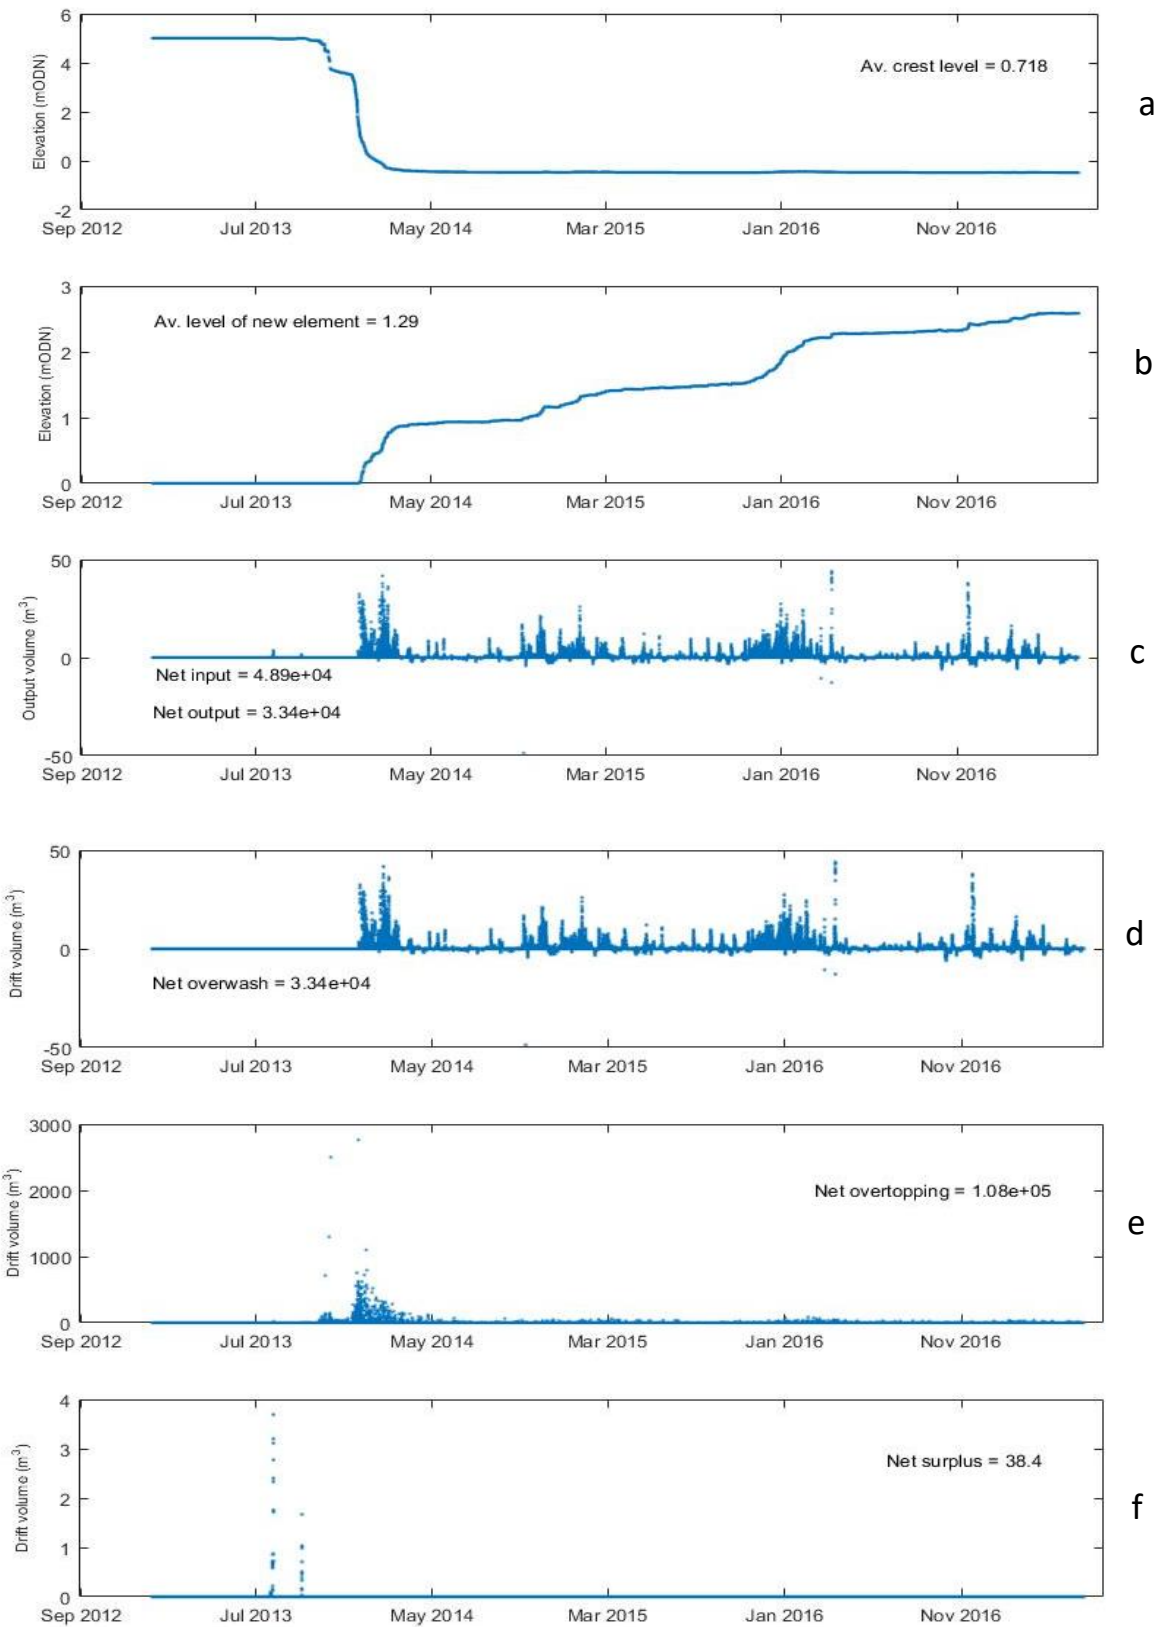 6
4
2
0
-2
Elevation (mODN)
Av. crest level = 0.718
a
Sep 2012 Jul 2013 May 2014 Mar 2015 Jan 2016 Nov 2016
3
2
1
0
Elevation (mODN)
Av. level of new element = 1.29
b
Sep 2012 Jul 2013 May 2014 Mar 2015 Jan 2016 Nov 2016
50
0
-50
Output volume (m³)
Net input = 4.89e+04
Net output = 3.34e+04
c
Sep 2012 Jul 2013 May 2014 Mar 2015 Jan 2016 Nov 2016
50
0
-50
Drift volume (m³)
Net overwash = 3.34e+04
d
Sep 2012 Jul 2013 May 2014 Mar 2015 Jan 2016 Nov 2016
3000
2000
1000
0
Drift volume (m³)
Net overtopping = 1.08e+05
e
Sep 2012 Jul 2013 May 2014 Mar 2015 Jan 2016 Nov 2016
4
3
2
1
0
Drift volume (m³)
Net surplus = 38.4
f
Sep 2012 Jul 2013 May 2014 Mar 2015 Jan 2016 Nov 2016